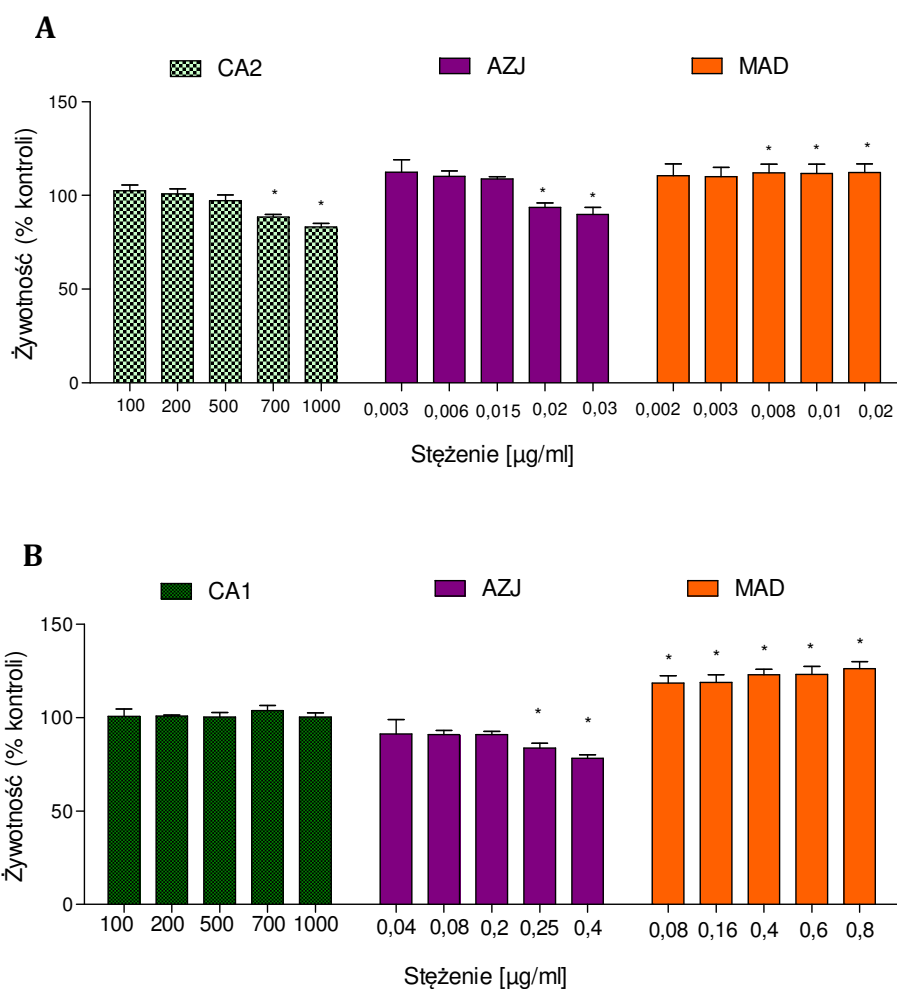 A
CA2 AZJ MAD
150
100
50
0
Żywotność (% kontroli)
* * * * * * *
100 200 500 700 1000 0,003 0,006 0,015 0,02 0,03 0,002 0,003 0,008 0,01 0,02
Stężenie [µg/ml]
B
CA1 AZJ MAD
150
100
50
0
Żywotność (% kontroli)
* * * * * * *
100 200 500 700 1000 0,04 0,08 0,2 0,25 0,4 0,08 0,16 0,4 0,6 0,8
Stężenie [µg/ml]